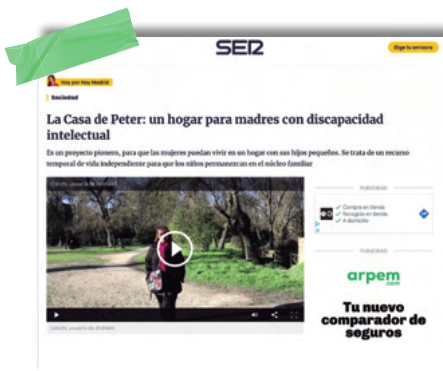 SER
Elige tu emisora
Hoy por Hoy Madrid
Sociedad
La Casa de Peter: un hogar para madres con discapacidad
intelectual
Es un proyecto pionero, para que las mujeres puedan vivir en un hogar con sus hijos pequeños. Se trata de un recurso
temporal de vida independiente para que los niños permanezcan en el núcleo familiar
PUBLICIDAD
Compra en tienda
Recogida en tienda
A domicilio
PUBLICIDAD
arpem
.com
Tu nuevo
comparador de
seguros